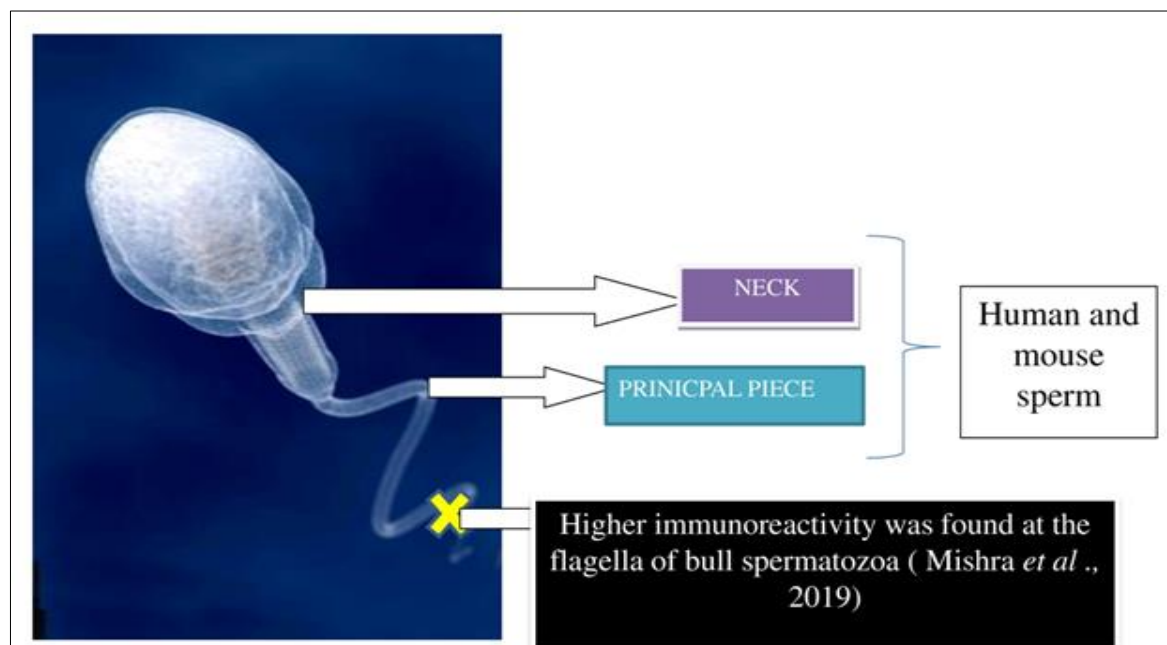 NECK
PRINICPAL PIECE
Human and
mouse
sperm
Higher immunoreactivity was found at the
flagella of bull spermatozoa ( Mishra et al .,
2019)